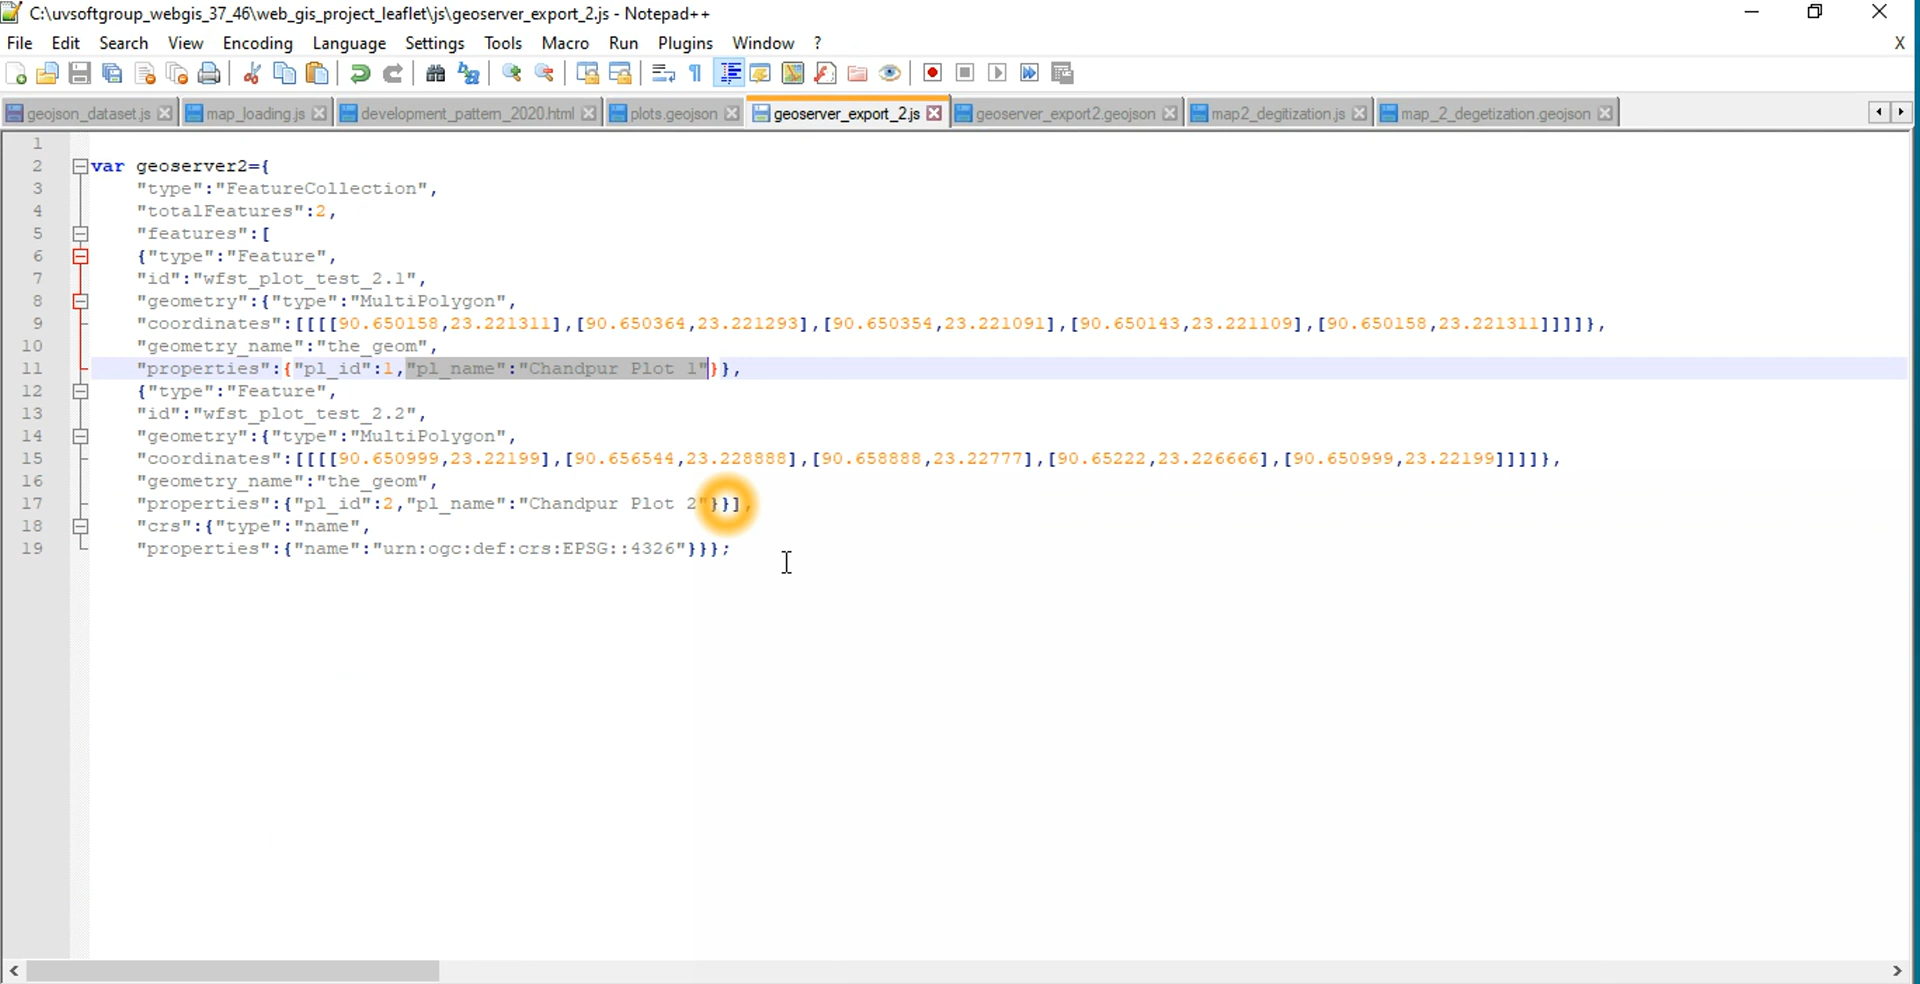 C:\uvsoftgroup_webgis_37_46\web_gis_project_leaflet\js\geoserver_export_2.js - Notepad++
File Edit Search View Encoding Language Settings Tools Macro Run Plugins Window ? X
geojson_dataset.js map_loading.js development_pattern_2020.html plots.geojson geoserver_export_2.js geoserver_export2.geojson map2_degitization.js map_2_degetization.geojson
1
2 var geoserver2={
3 "type":"FeatureCollection",
4 "totalFeatures":2,
5 "features":[
6 {"type":"Feature",
7 "id":"wfst_plot_test_2.1",
8 "geometry":{"type":"MultiPolygon",
9 "coordinates":[[[[90.650158,23.221311],[90.650364,23.221293],[90.650354,23.221091],[90.650143,23.221109],[90.650158,23.221311]]]]},
10 "geometry_name":"the_geom",
11 "properties":{"pl_id":1,"pl_name":"Chandpur Plot 1"}},
12 {"type":"Feature",
13 "id":"wfst_plot_test_2.2",
14 "geometry":{"type":"MultiPolygon",
15 "coordinates":[[[[90.650999,23.22199],[90.656544,23.228888],[90.658888,23.22777],[90.65222,23.226666],[90.650999,23.22199]]]]},
16 "geometry_name":"the_geom",
17 "properties":{"pl_id":2,"pl_name":"Chandpur Plot 2"}}],
18 "crs":{"type":"name",
19 "properties":{"name":"urn:ogc:def:crs:EPSG::4326"}}};